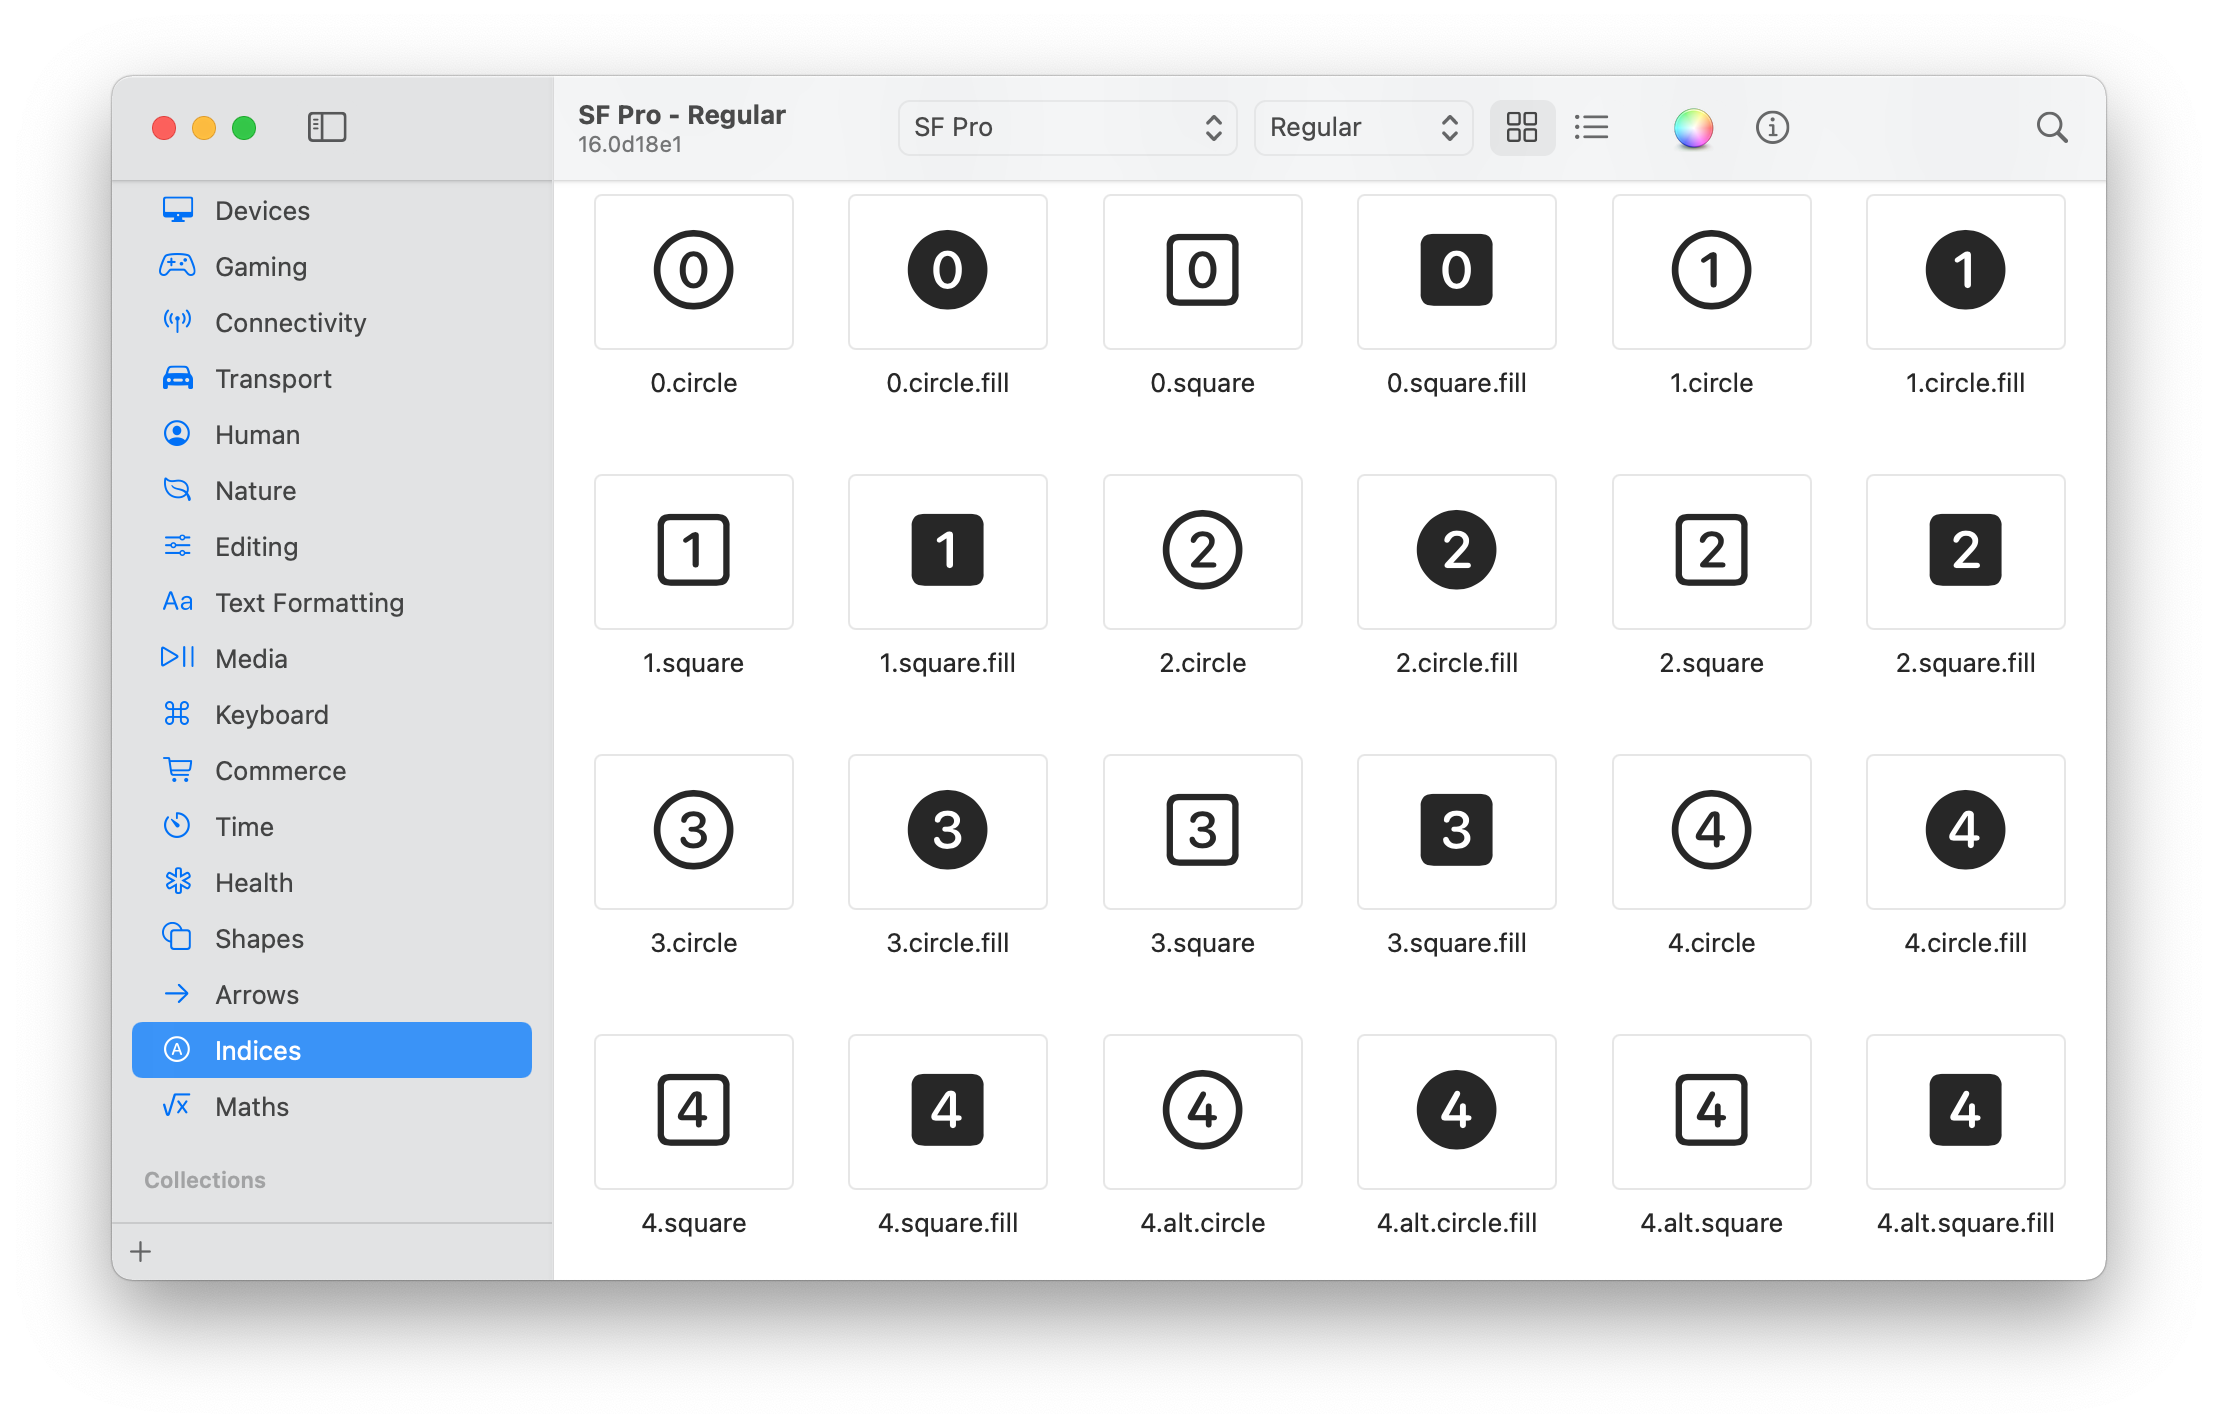 SF Pro - Regular
16.0d18e1
SF Pro
Regular
Devices
Gaming
Connectivity
Transport
Human
Nature
Editing
Aa Text Formatting
Media
⌘ Keyboard
Commerce
Time
Health
Shapes
Arrows
A Indices
√x Maths
Collections
0 0 0 0 1 1
0.circle 0.circle.fill 0.square 0.square.fill 1.circle 1.circle.fill
1 1 2 2 2 2
1.square 1.square.fill 2.circle 2.circle.fill 2.square 2.square.fill
3 3 3 3 4 4
3.circle 3.circle.fill 3.square 3.square.fill 4.circle 4.circle.fill
4 4 4 4 4 4
4.square 4.square.fill 4.alt.circle 4.alt.circle.fill 4.alt.square 4.alt.square.fill